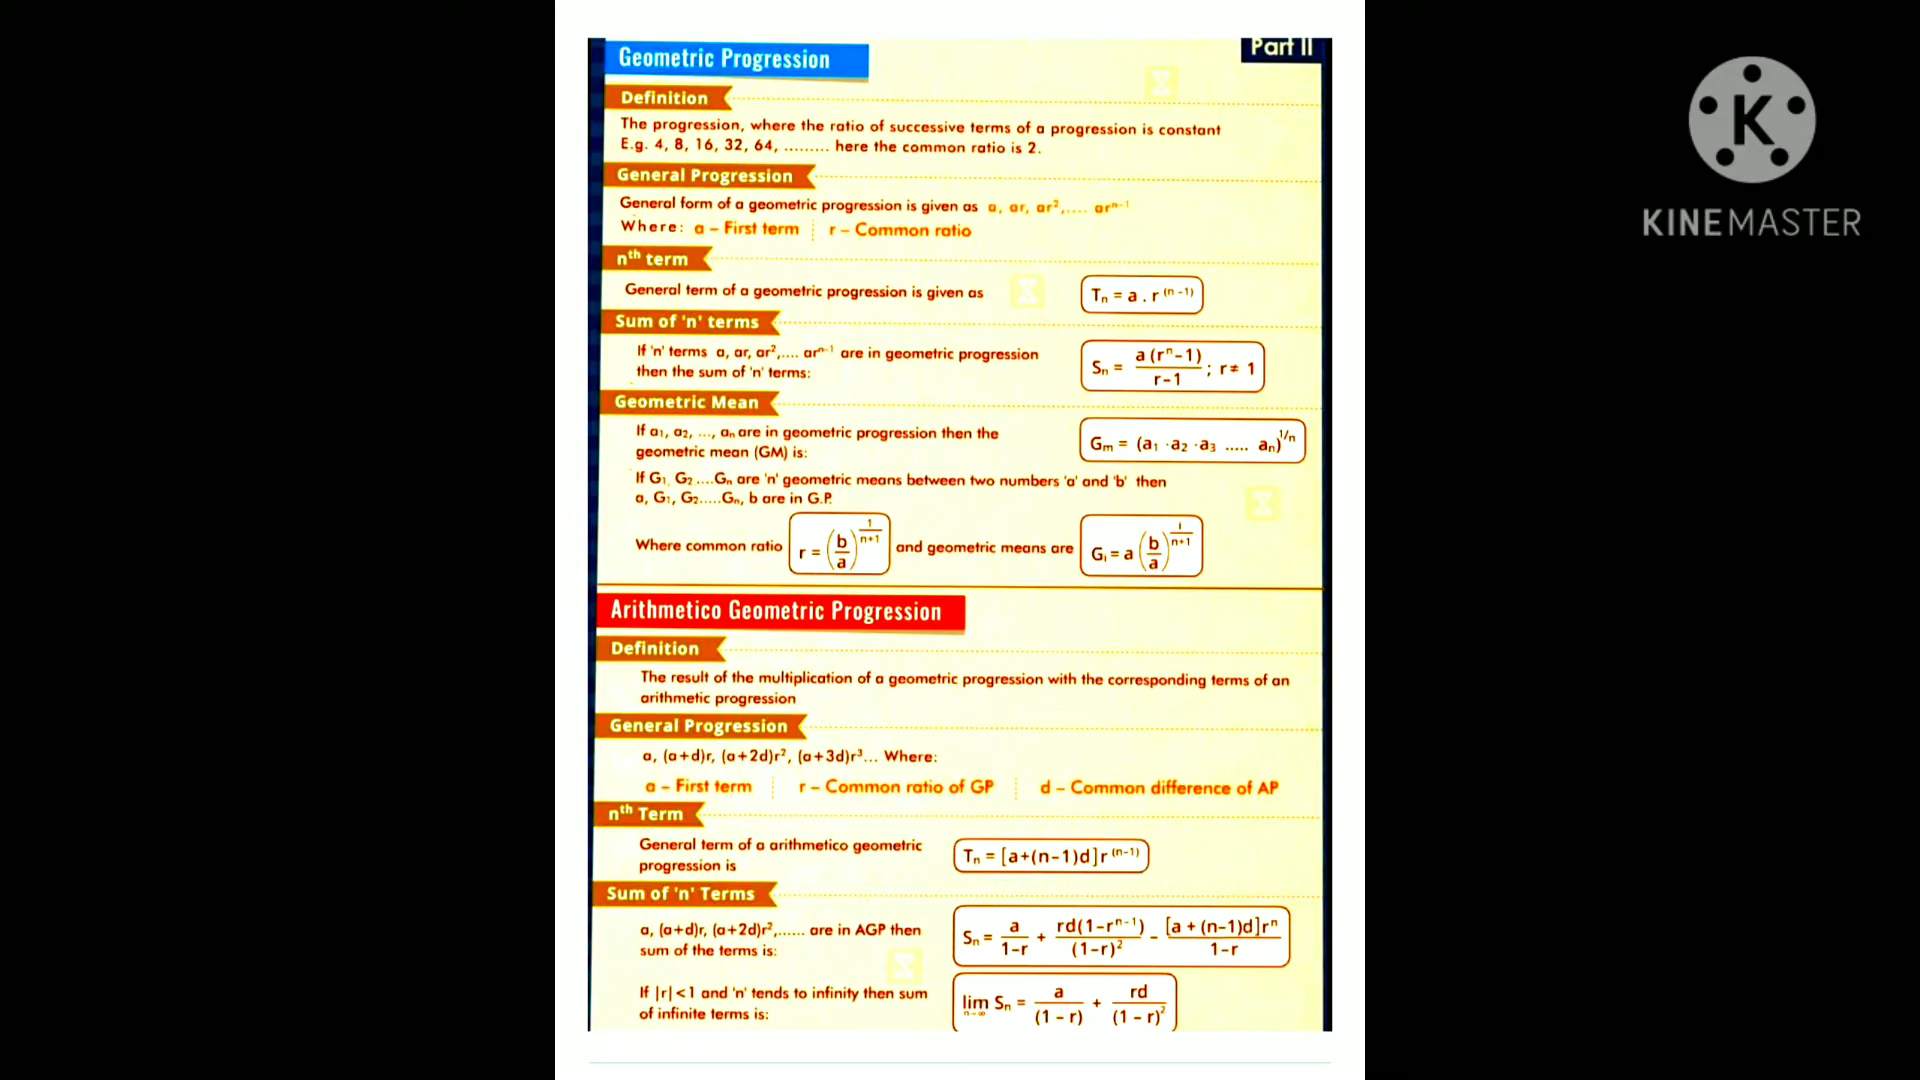 Part II
Geometric Progression
Definition
The progression, where the ratio of successive terms of a progression is constant
E.g. 4, 8, 16, 32, 64, ......... here the common ratio is 2.
General Progression
General form of a geometric progression is given as a, ar, ar²,.... arⁿ⁻¹
Where: a – First term r – Common ratio
nᵗʰ term
General term of a geometric progression is given as Tₙ = a . r ⁽ⁿ ⁻¹⁾
Sum of 'n' terms
If 'n' terms a, ar, ar²,.... arⁿ⁻¹ are in geometric progression
then the sum of 'n' terms:
Sₙ = a (rⁿ-1) / r-1 ; r ≠ 1
Geometric Mean
If a₁, a₂, ..., aₙ are in geometric progression then the
geometric mean (GM) is:
Gₘ = (a₁ ·a₂ ·a₃ ..... aₙ)^1/n
If G₁, G₂ ....Gₙ are 'n' geometric means between two numbers 'a' and 'b' then
a, G₁, G₂.....Gₙ, b are in G.P.
Where common ratio r = (b/a)^1/n+1 and geometric means are Gᵢ = a (b/a)^i/n+1
Arithmetico Geometric Progression
Definition
The result of the multiplication of a geometric progression with the corresponding terms of an
arithmetic progression
General Progression
a, (a+d)r, (a+2d)r², (a+3d)r³... Where:
a – First term r – Common ratio of GP d – Common difference of AP
nᵗʰ Term
General term of a arithmetico geometric
progression is
Tₙ = [a+(n-1)d] r ⁽ⁿ⁻¹⁾
Sum of 'n' Terms
a, (a+d)r, (a+2d)r²,...... are in AGP then
sum of the terms is:
Sₙ = a / 1-r + rd(1-rⁿ⁻¹) / (1-r)² - [a + (n-1)d]rⁿ / 1-r
If |r| <1 and 'n' tends to infinity then sum
of infinite terms is:
lim n→∞ Sₙ = a / (1 - r) + rd / (1 - r)²
K
KINEMASTER